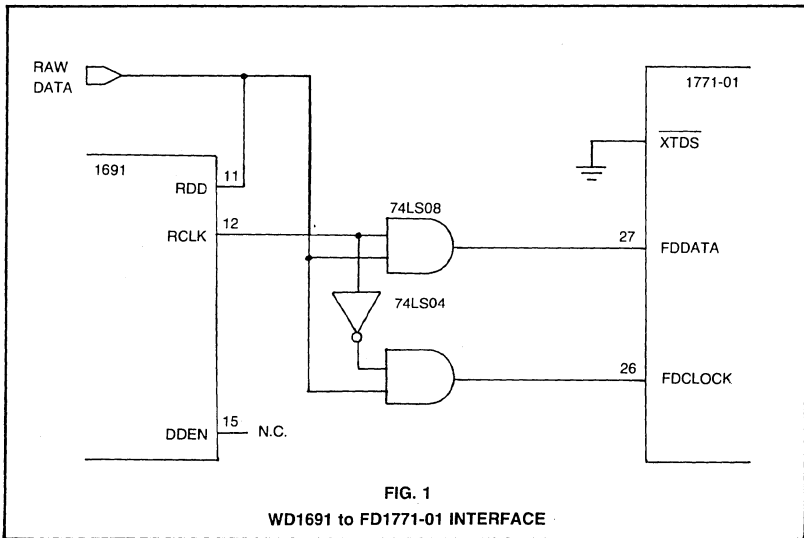 RAW
DATA
1771-01
XTDS
1691
11
RDD
74LS08
12
RCLK
27
FDDATA
74LS04
26
FDCLOCK
15
DDEN
N.C.
FIG. 1
WD1691 to FD1771-01 INTERFACE